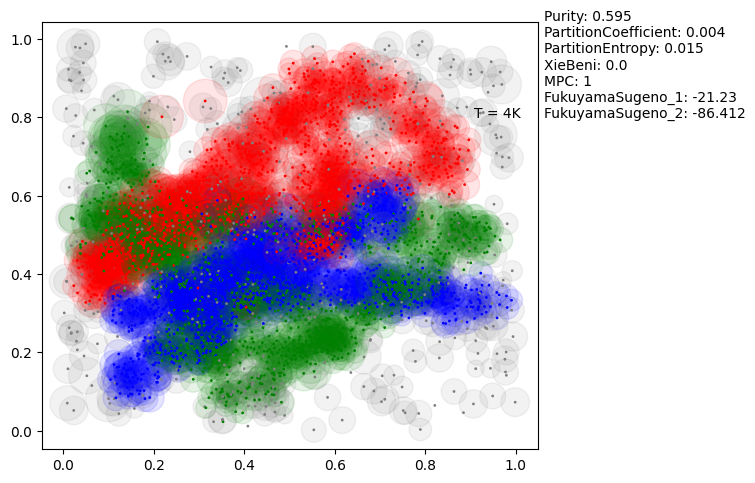 Purity: 0.595
PartitionCoefficient: 0.004
PartitionEntropy: 0.015
XieBeni: 0.0
MPC: 1
FukuyamaSugeno_1: -21.23
FukuyamaSugeno_2: -86.412
T = 4K
1.0
0.8
0.6
0.4
0.2
0.0
0.0 0.2 0.4 0.6 0.8 1.0